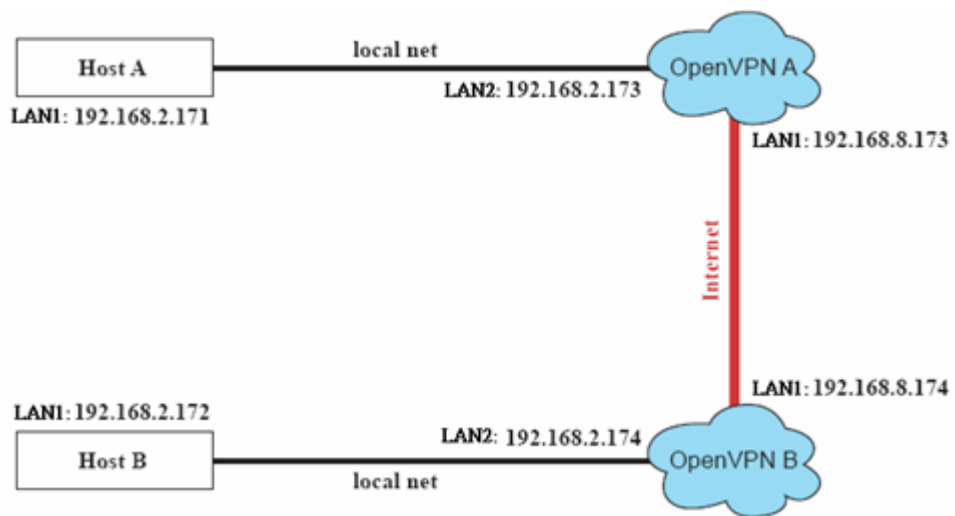 local net
Host A
OpenVPN A
LAN2: 192.168.2.173
LAN1: 192.168.2.171
LAN1: 192.168.8.173
Internet
LAN1: 192.168.8.174
LAN1: 192.168.2.172
LAN2: 192.168.2.174
Host B
OpenVPN B
local net